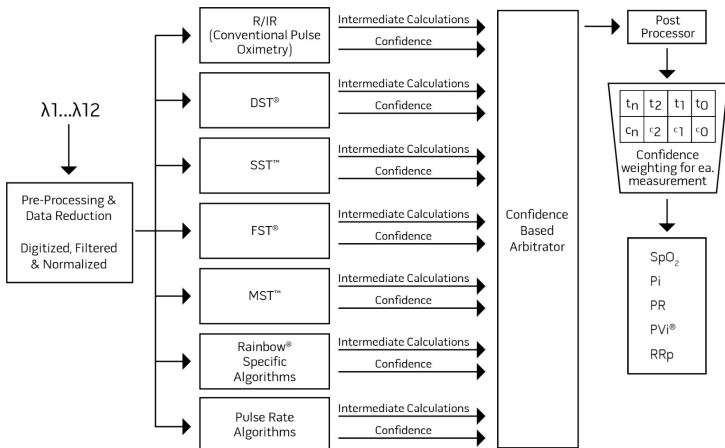 λ1...λ12
Pre-Processing &
Data Reduction
Digitized, Filtered
& Normalized
R/IR
(Conventional Pulse
Oximetry)
Intermediate Calculations
Confidence
DST®
Intermediate Calculations
Confidence
SST™
Intermediate Calculations
Confidence
FST®
Intermediate Calculations
Confidence
MST™
Intermediate Calculations
Confidence
Rainbow®
Specific
Algorithms
Intermediate Calculations
Confidence
Pulse Rate
Algorithms
Intermediate Calculations
Confidence
Confidence
Based
Arbitrator
Post
Processor
tn t2 t1 t0
cn c2 c1 c0
Confidence
weighting for ea.
measurement
SpO₂
Pi
PR
PVi®
RRp